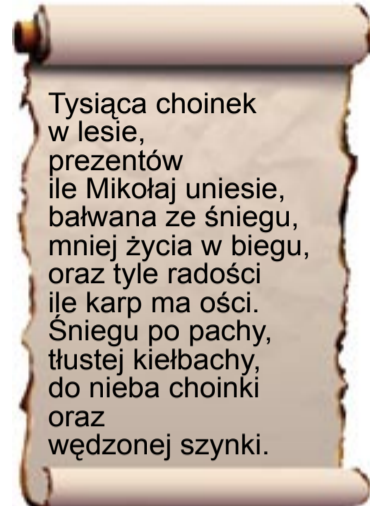 Tysiąca choinek
w lesie,
prezentów
ile Mikołaj uniesie,
bałwana ze śniegu,
mniej życia w biegu,
oraz tyle radości
ile karp ma ości.
Śniegu po pachy,
tłustej kiełbachy,
do nieba choinki
oraz
wędzonej szynki.